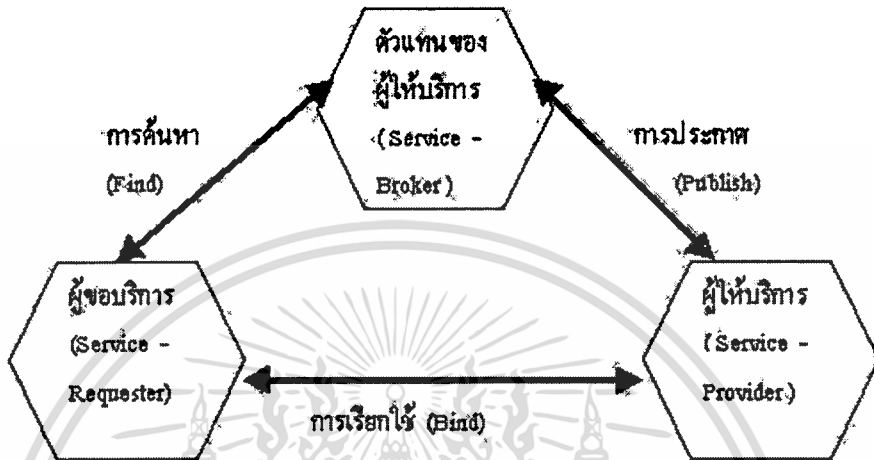 ตัวแทนของ
ผู้ให้บริการ
(Service -
Broker)
การค้นหา
(Find)
การประกาศ
(Publish)
ผู้ขอบริการ
(Service -
Requester)
ผู้ให้บริการ
(Service -
Provider)
การเรียกใช้ (Bind)